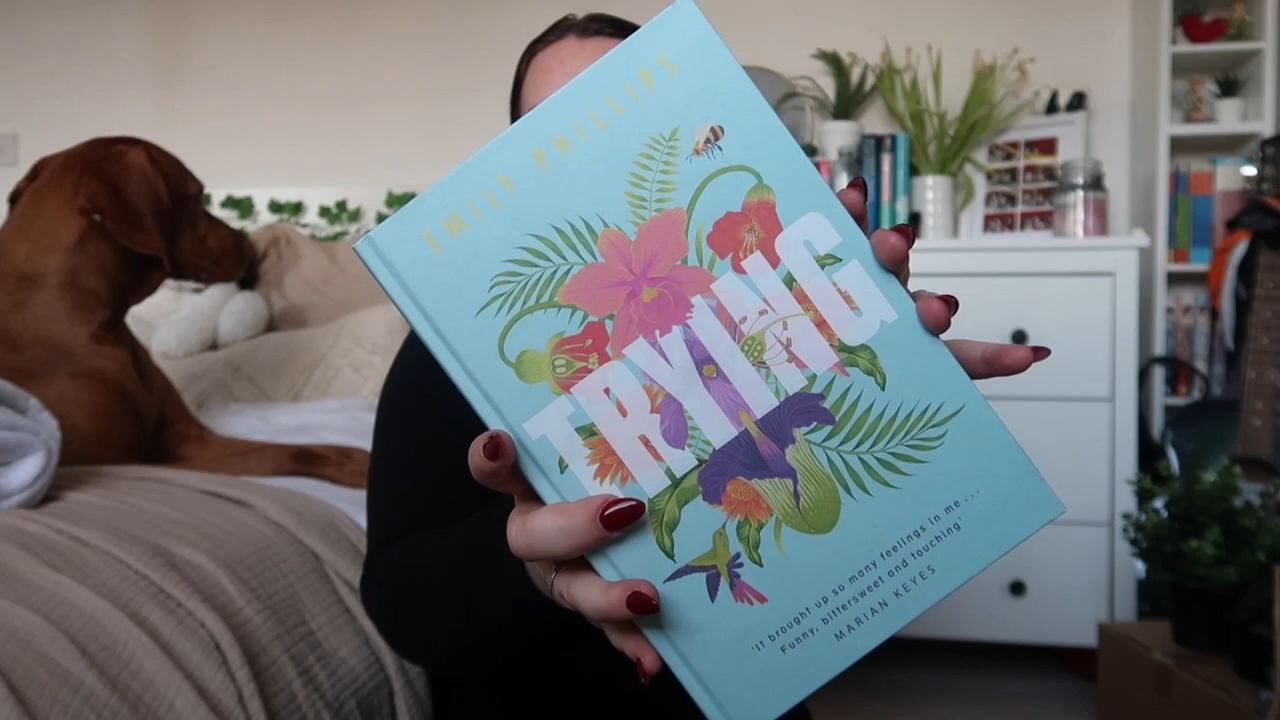 EMILY PHILLIPS
TRYING
'It brought up so many feelings in me...
Funny, bittersweet and touching'
MARIAN KEYES